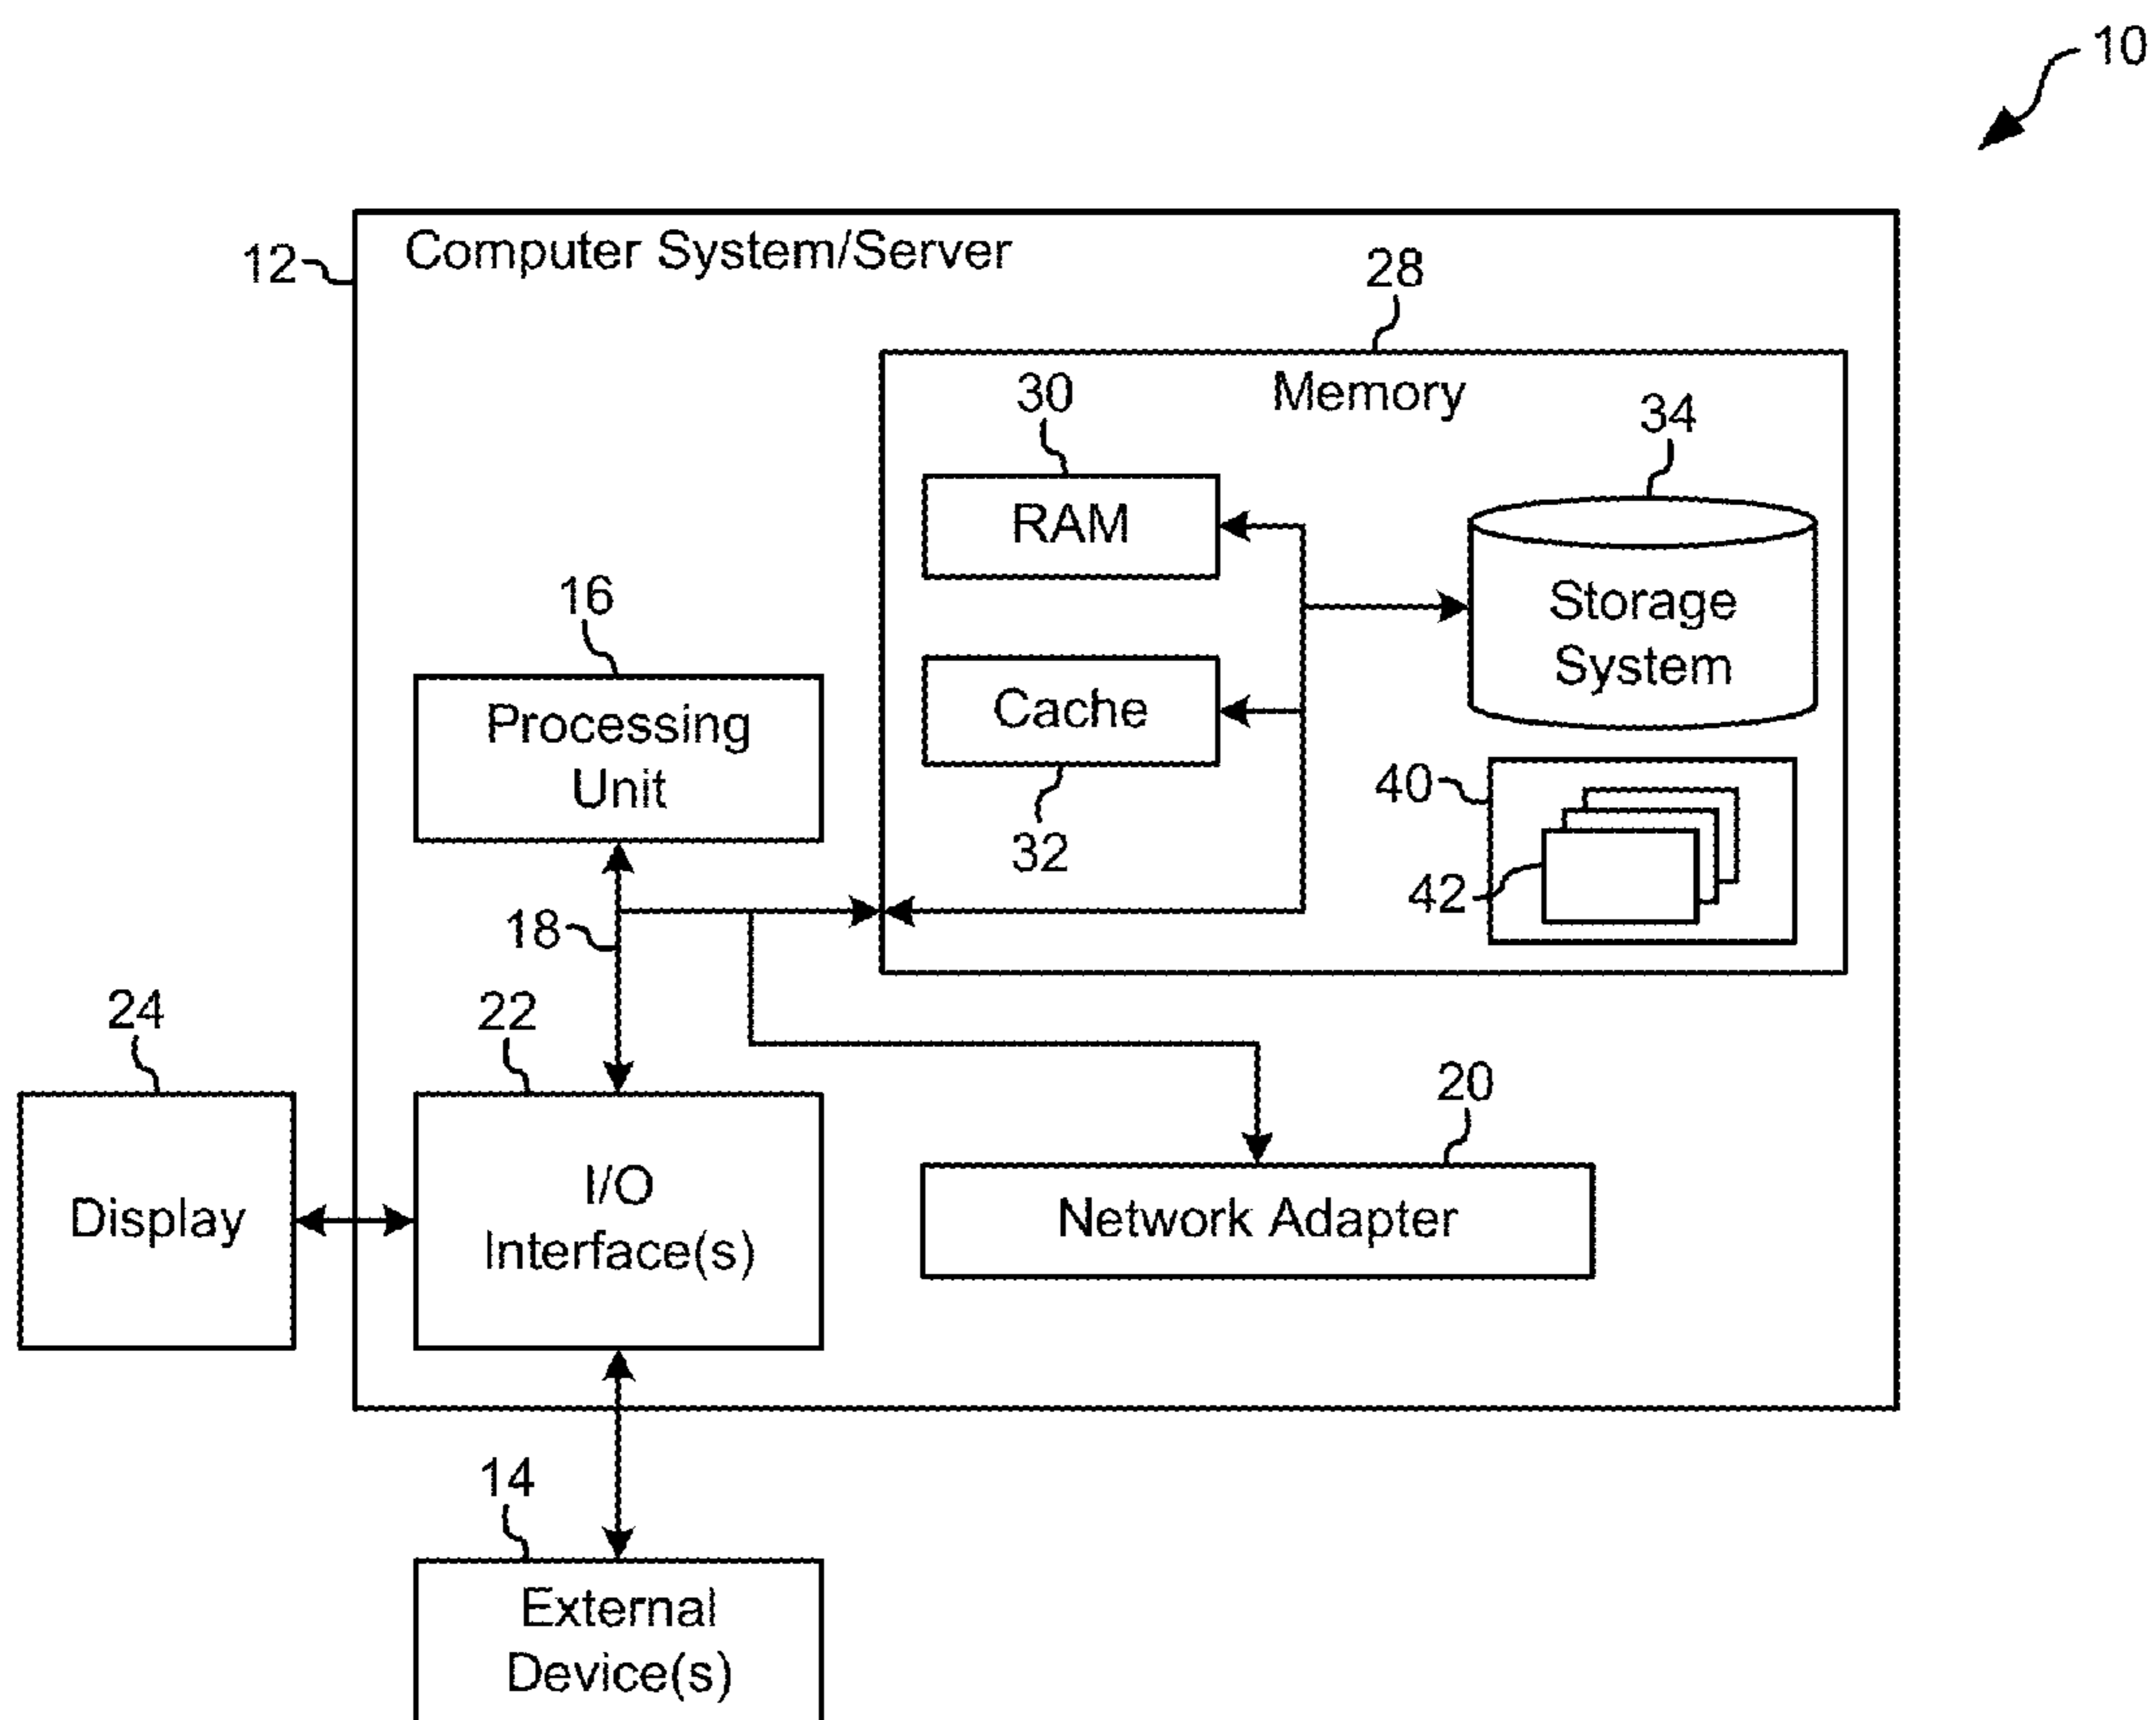 10
12
Computer System/Server
28
Memory
30
34
RAM
Storage
System
16
Processing
Unit
Cache
32
40
42
18
24
22
20
Display
I/O
Interface(s)
Network Adapter
14
External
Device(s)